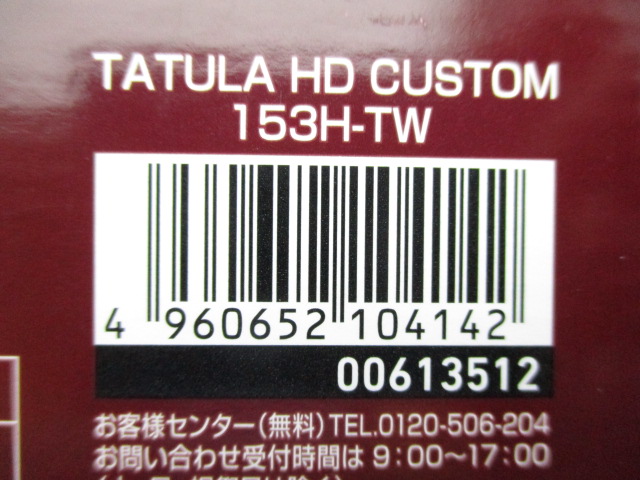 TATULA HD CUSTOM
153H-TW
4 960652 104142
00613512
お客様センター(無料)TEL.0120-506-204
お問い合わせ受付時間は 9:00〜17:00